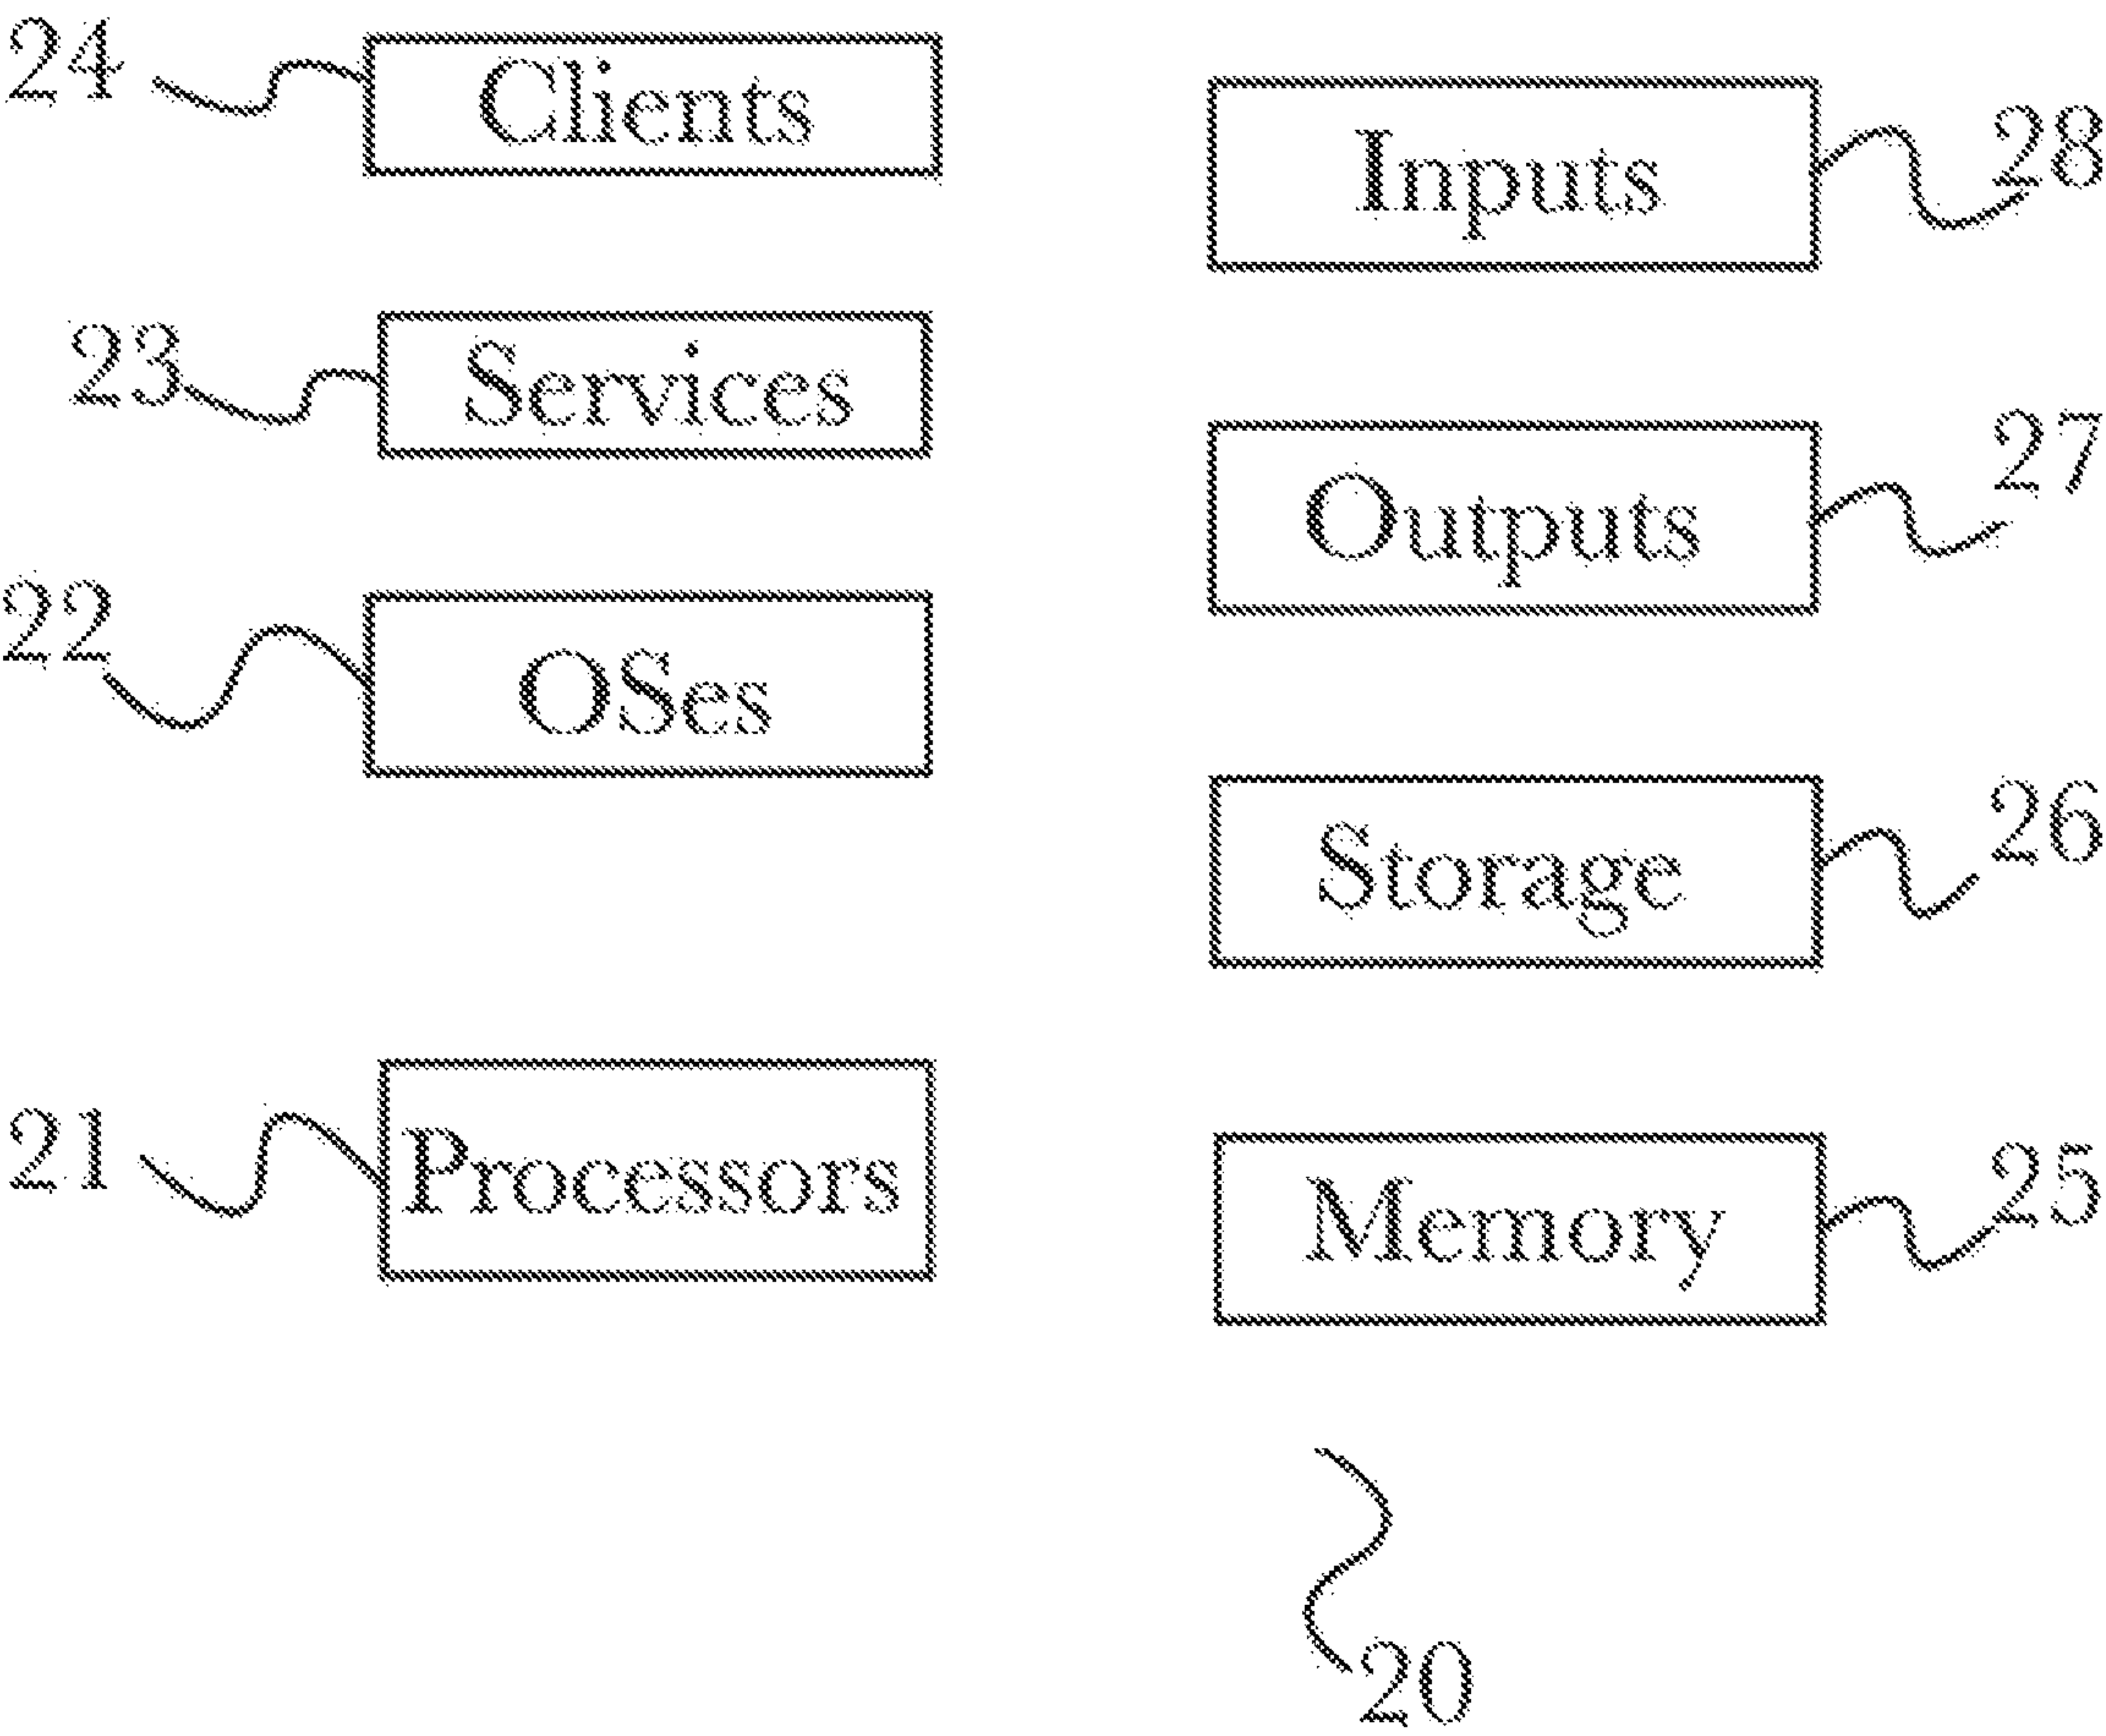 24 Clients
Inputs 28
23 Services
Outputs 27
22 OSes
Storage 26
21 Processors
Memory 25
20